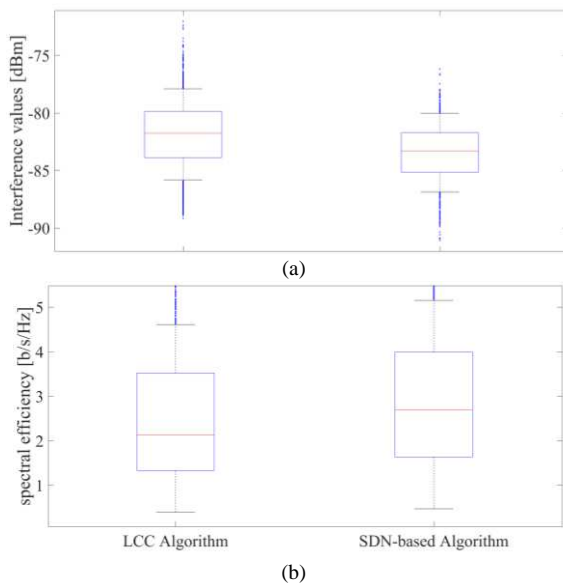 Interference values [dBm]
-75
-80
-85
-90
(a)
spectral efficiency [b/s/Hz]
5
4
3
2
1
LCC Algorithm SDN-based Algorithm
(b)